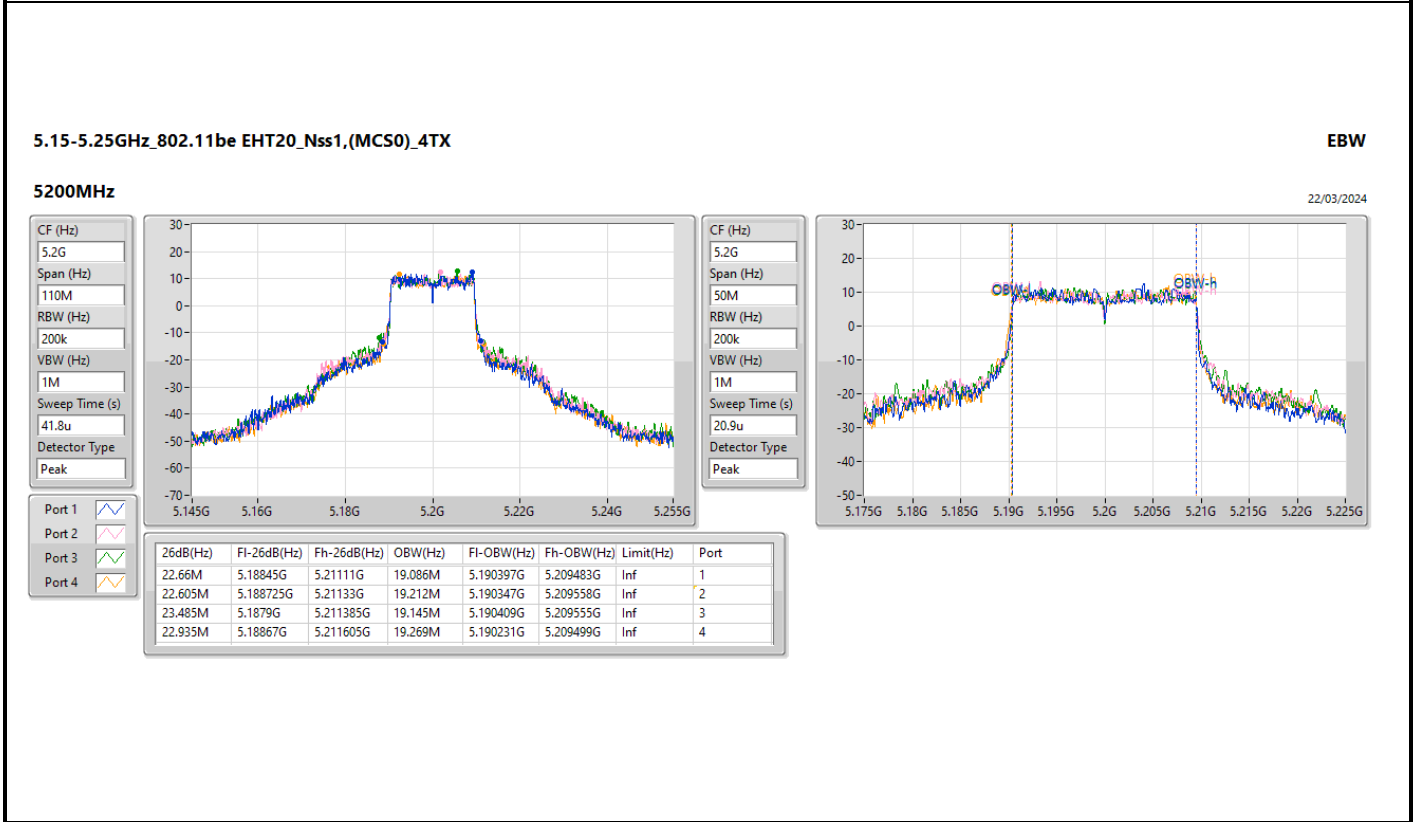 5.15-5.25GHz_802.11be EHT20_Nss1,(MCS0)_4TX
EBW
5200MHz
22/03/2024
CF (Hz)
5.2G
Span (Hz)
110M
RBW (Hz)
200k
VBW (Hz)
1M
Sweep Time (s)
41.8u
Detector Type
Peak
30
20
10
0
-10
-20
-30
-40
-50
-60
-70
5.145G 5.16G 5.18G 5.2G 5.22G 5.24G 5.255G
CF (Hz)
5.2G
Span (Hz)
50M
RBW (Hz)
200k
VBW (Hz)
1M
Sweep Time (s)
20.9u
Detector Type
Peak
30
20
10
0
-10
-20
-30
-40
-50
OBW-l
OBW-h
5.175G 5.18G 5.185G 5.19G 5.195G 5.2G 5.205G 5.21G 5.215G 5.22G 5.225G
Port 1
Port 2
Port 3
Port 4
26dB(Hz) Fl-26dB(Hz) Fh-26dB(Hz) OBW(Hz) Fl-OBW(Hz) Fh-OBW(Hz) Limit(Hz) Port
22.66M 5.18845G 5.21111G 19.086M 5.190397G 5.209483G Inf 1
22.605M 5.188725G 5.21133G 19.212M 5.190347G 5.209558G Inf 2
23.485M 5.1879G 5.211385G 19.145M 5.190409G 5.209555G Inf 3
22.935M 5.18867G 5.211605G 19.269M 5.190231G 5.209499G Inf 4